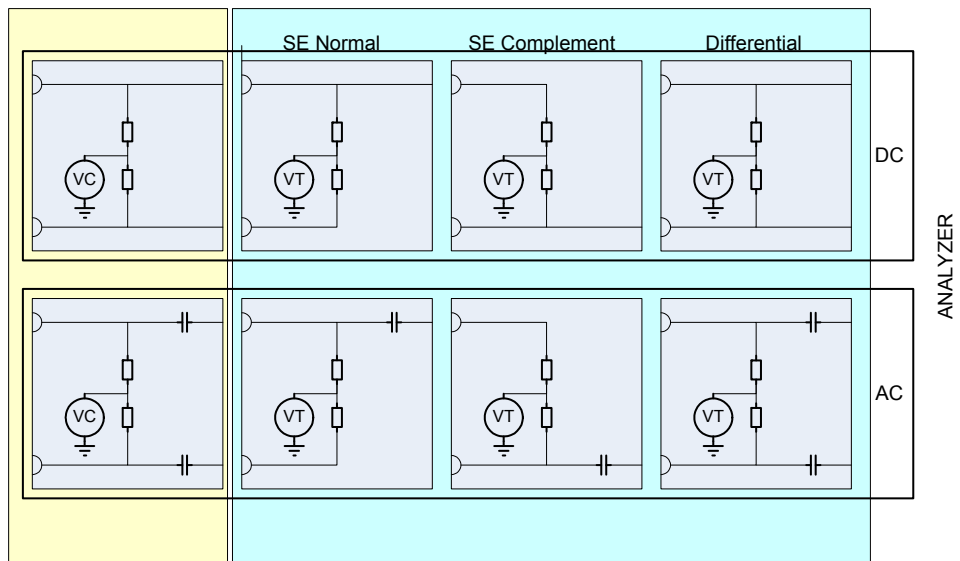 SE Normal
SE Complement
Differential
VC
VT
VT
VT
DC
VC
VT
VT
VT
AC
ANALYZER